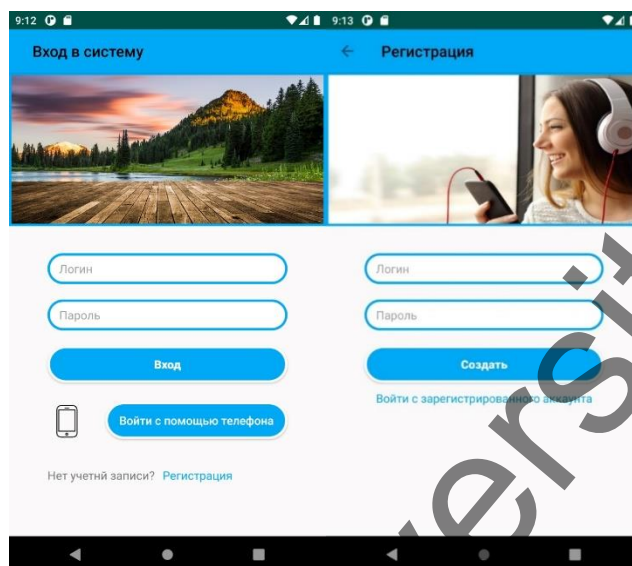 9:12
Вход в систему
Логин
Пароль
Вход
Войти с помощью телефона
Нет учетнй записи? Регистрация
9:13
Регистрация
Логин
Пароль
Создать
Войти с зарегистрированного аккаунта
versit